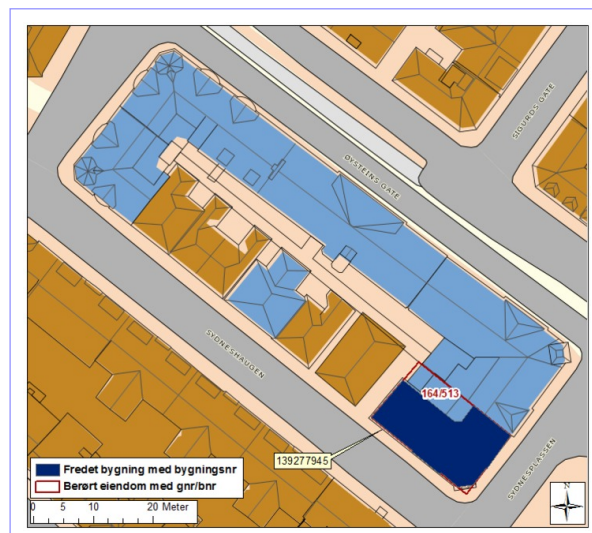 SIGURDS GATE
ØYSTEINS GATE
SYDNESHAUGEN
164/513
139277945
SYDNESPLASSEN
Fredet bygning med bygningsnr
Berørt eiendom med gnr/bnr
0 5 10 20 Meter
N